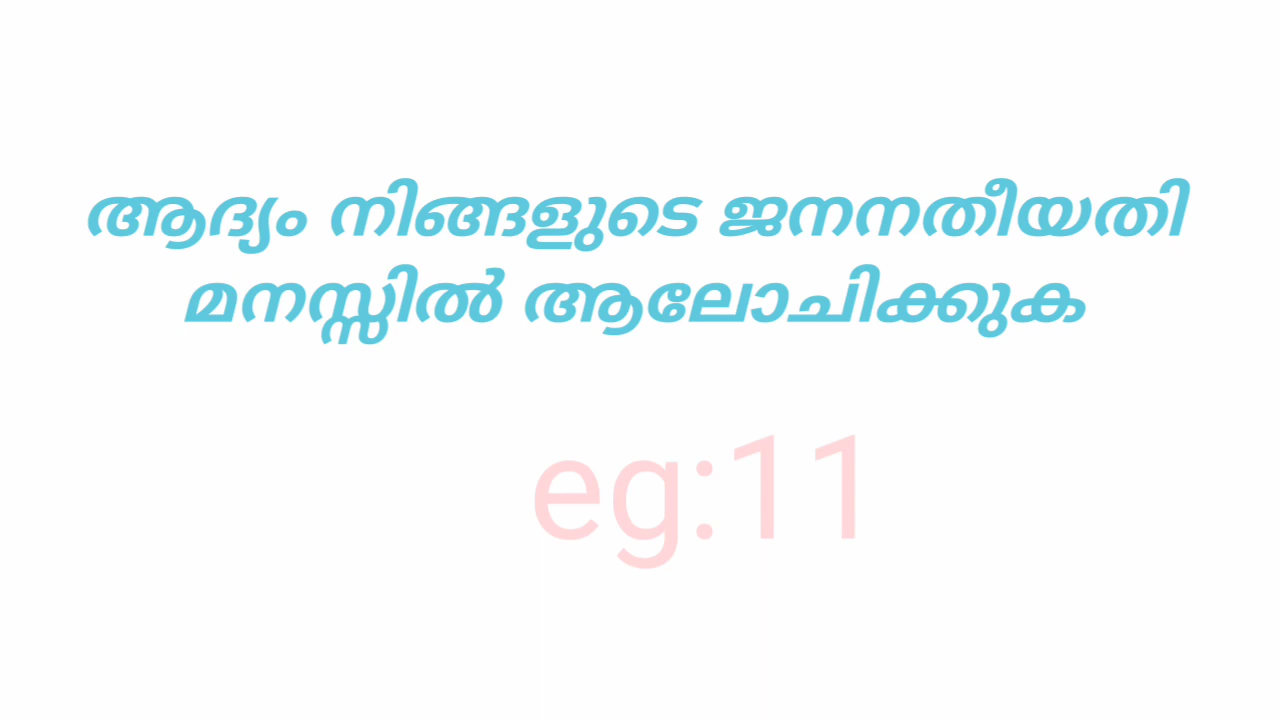 ആദ്യം നിങ്ങളുടെ ജനനതീയതി
മനസ്സിൽ ആലോചിക്കുക
eg:11